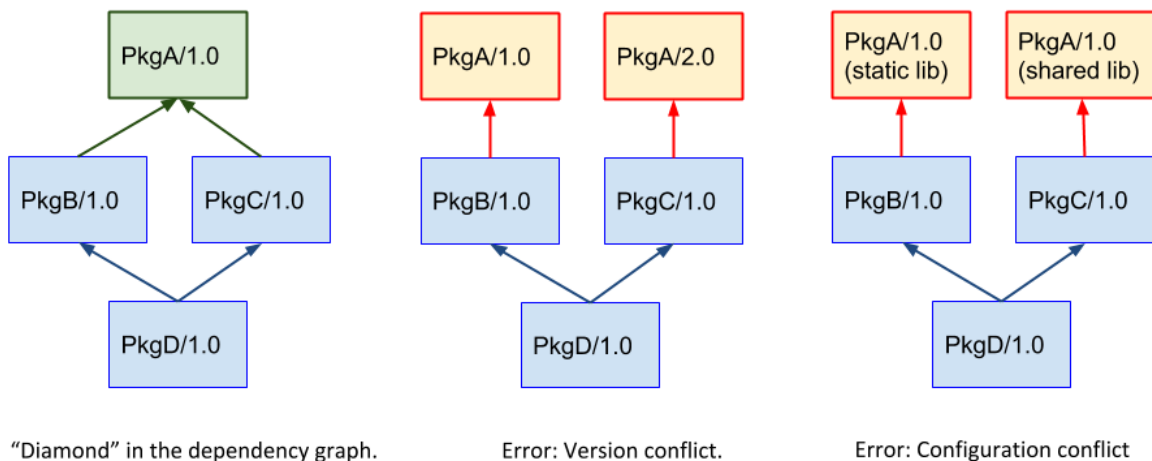 PkgA/1.0
PkgB/1.0
PkgC/1.0
PkgD/1.0
“Diamond” in the dependency graph.
PkgA/1.0
PkgA/2.0
PkgB/1.0
PkgC/1.0
PkgD/1.0
Error: Version conflict.
PkgA/1.0
(static lib)
PkgA/1.0
(shared lib)
PkgB/1.0
PkgC/1.0
PkgD/1.0
Error: Configuration conflict